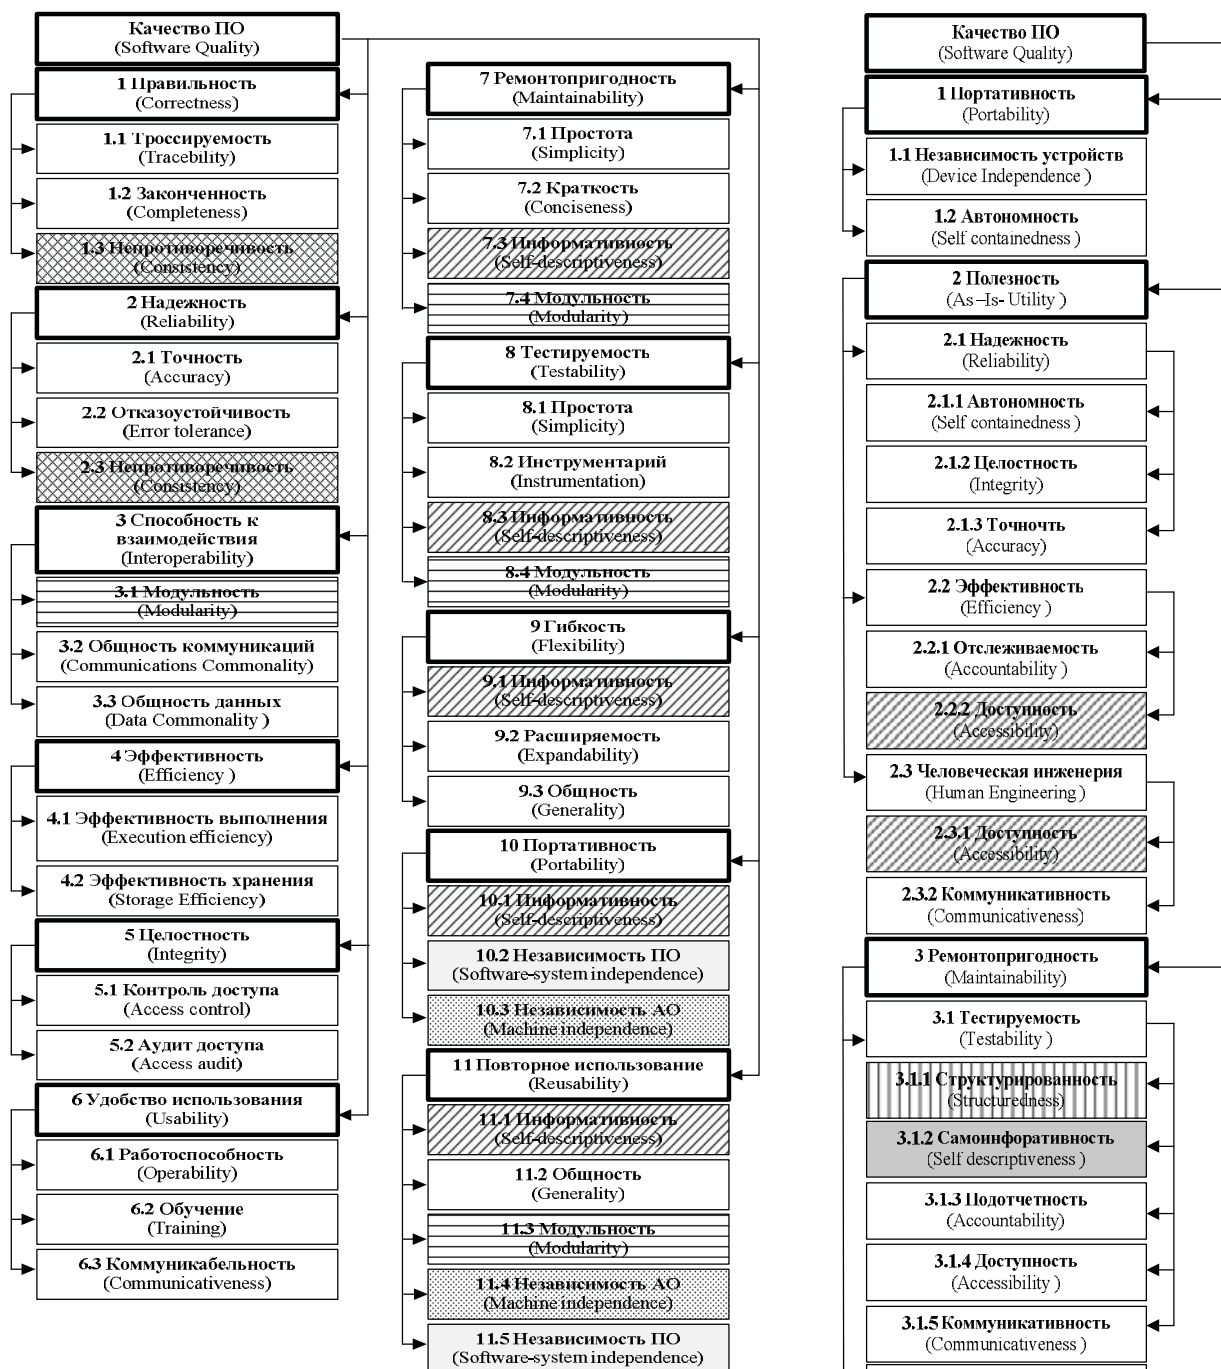 Качество ПО
(Software Quality)
1 Правильность
(Correctness)
1.1 Троссируемость
(Tracebility)
1.2 Законченность
(Completeness)
1.3 Непротиворечивость
(Consistency)
2 Надежность
(Reliability)
2.1 Точность
(Accuracy)
2.2 Отказоустойчивость
(Error tolerance)
2.3 Непротиворечивость
(Consistency)
3 Способность к
взаимодействия
(Interoperability)
3.1 Модульность
(Modularity)
3.2 Общность коммуникаций
(Communications Commonality)
3.3 Общность данных
(Data Commonality )
4 Эффективность
(Efficiency )
4.1 Эффективность выполнения
(Execution efficiency)
4.2 Эффективность хранения
(Storage Efficiency)
5 Целостность
(Integrity)
5.1 Контроль доступа
(Access control)
5.2 Аудит доступа
(Access audit)
6 Удобство использования
(Usability)
6.1 Работоспособность
(Operability)
6.2 Обучение
(Training)
6.3 Коммуникабельность
(Communicativeness)
7 Ремонтопригодность
(Maintainability)
7.1 Простота
(Simplicity)
7.2 Краткость
(Conciseness)
7.3 Информативность
(Self-descriptiveness)
7.4 Модульность
(Modularity)
8 Тестируемость
(Testability)
8.1 Простота
(Simplicity)
8.2 Инструментарий
(Instrumentation)
8.3 Информативность
(Self-descriptiveness)
8.4 Модульность
(Modularity)
9 Гибкость
(Flexibility)
9.1 Информативность
(Self-descriptiveness)
9.2 Расширяемость
(Expandability)
9.3 Общность
(Generality)
10 Портативность
(Portability)
10.1 Информативность
(Self-descriptiveness)
10.2 Независимость ПО
(Software-system independence)
10.3 Независимость АО
(Machine independence)
11 Повторное использование
(Reusability)
11.1 Информативность
(Self-descriptiveness)
11.2 Общность
(Generality)
11.3 Модульность
(Modularity)
11.4 Независимость АО
(Machine independence)
11.5 Независимость ПО
(Software-system independence)
Качество ПО
(Software Quality)
1 Портативность
(Portability)
1.1 Независимость устройств
(Device Independence )
1.2 Автономность
(Self containedness )
2 Полезность
(As –Is- Utility )
2.1 Надежность
(Reliability)
2.1.1 Автономность
(Self containedness )
2.1.2 Целостность
(Integrity)
2.1.3 Точночть
(Accuracy)
2.2 Эффективность
(Efficiency )
2.2.1 Отслеживаемость
(Accountability )
2.2.2 Доступность
(Accessibility)
2.3 Человеческая инженерия
(Human Engineering )
2.3.1 Доступность
(Accessibility)
2.3.2 Коммуникативность
(Communicativeness)
3 Ремонтопригодность
(Maintainability)
3.1 Тестируемость
(Testability )
3.1.1 Структурированность
(Structuredness)
3.1.2 Самоинфоративность
(Self descriptiveness )
3.1.3 Подотчетность
(Accountability)
3.1.4 Доступность
(Accessibility )
3.1.5 Коммуникативность
(Communicativeness )